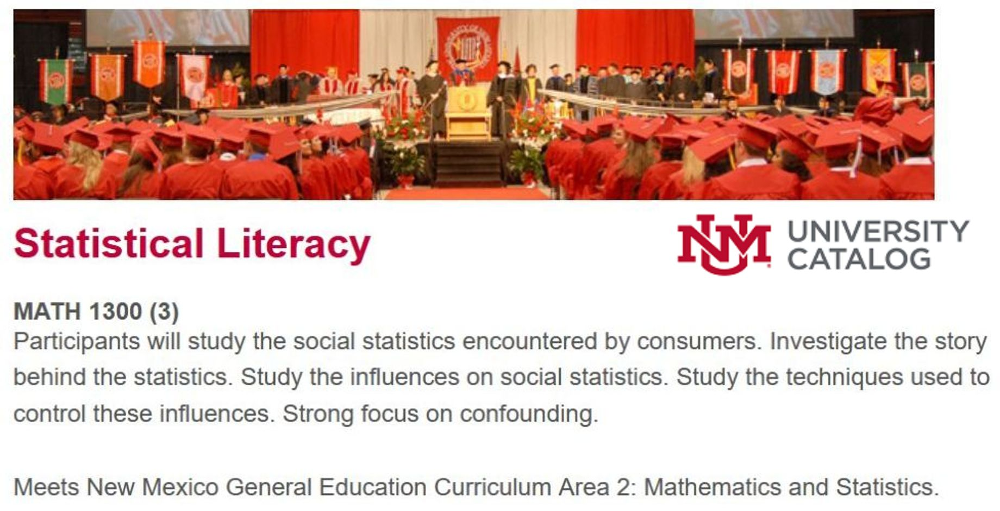 Statistical Literacy
UNM UNIVERSITY
CATALOG
MATH 1300 (3)
Participants will study the social statistics encountered by consumers. Investigate the story
behind the statistics. Study the influences on social statistics. Study the techniques used to
control these influences. Strong focus on confounding.
Meets New Mexico General Education Curriculum Area 2: Mathematics and Statistics.